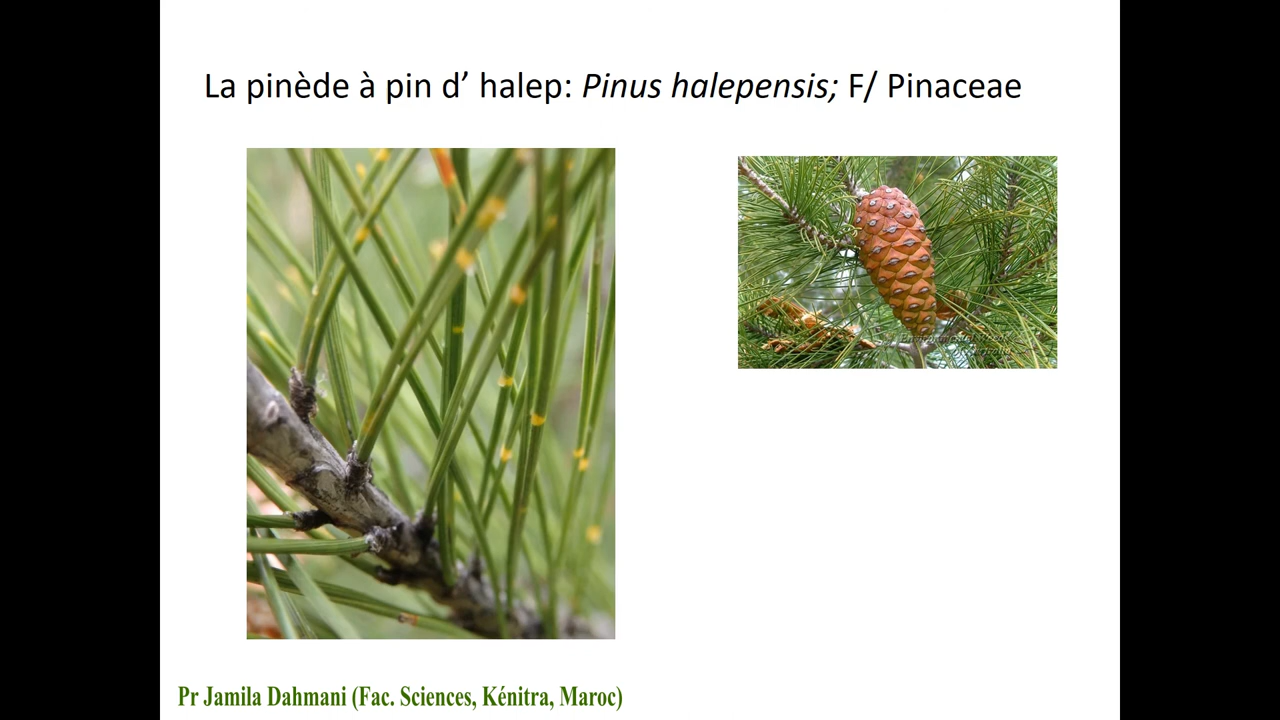 La pinède à pin d’ halep: Pinus halepensis; F/ Pinaceae
Pr Jamila Dahmani (Fac. Sciences, Kénitra, Maroc)